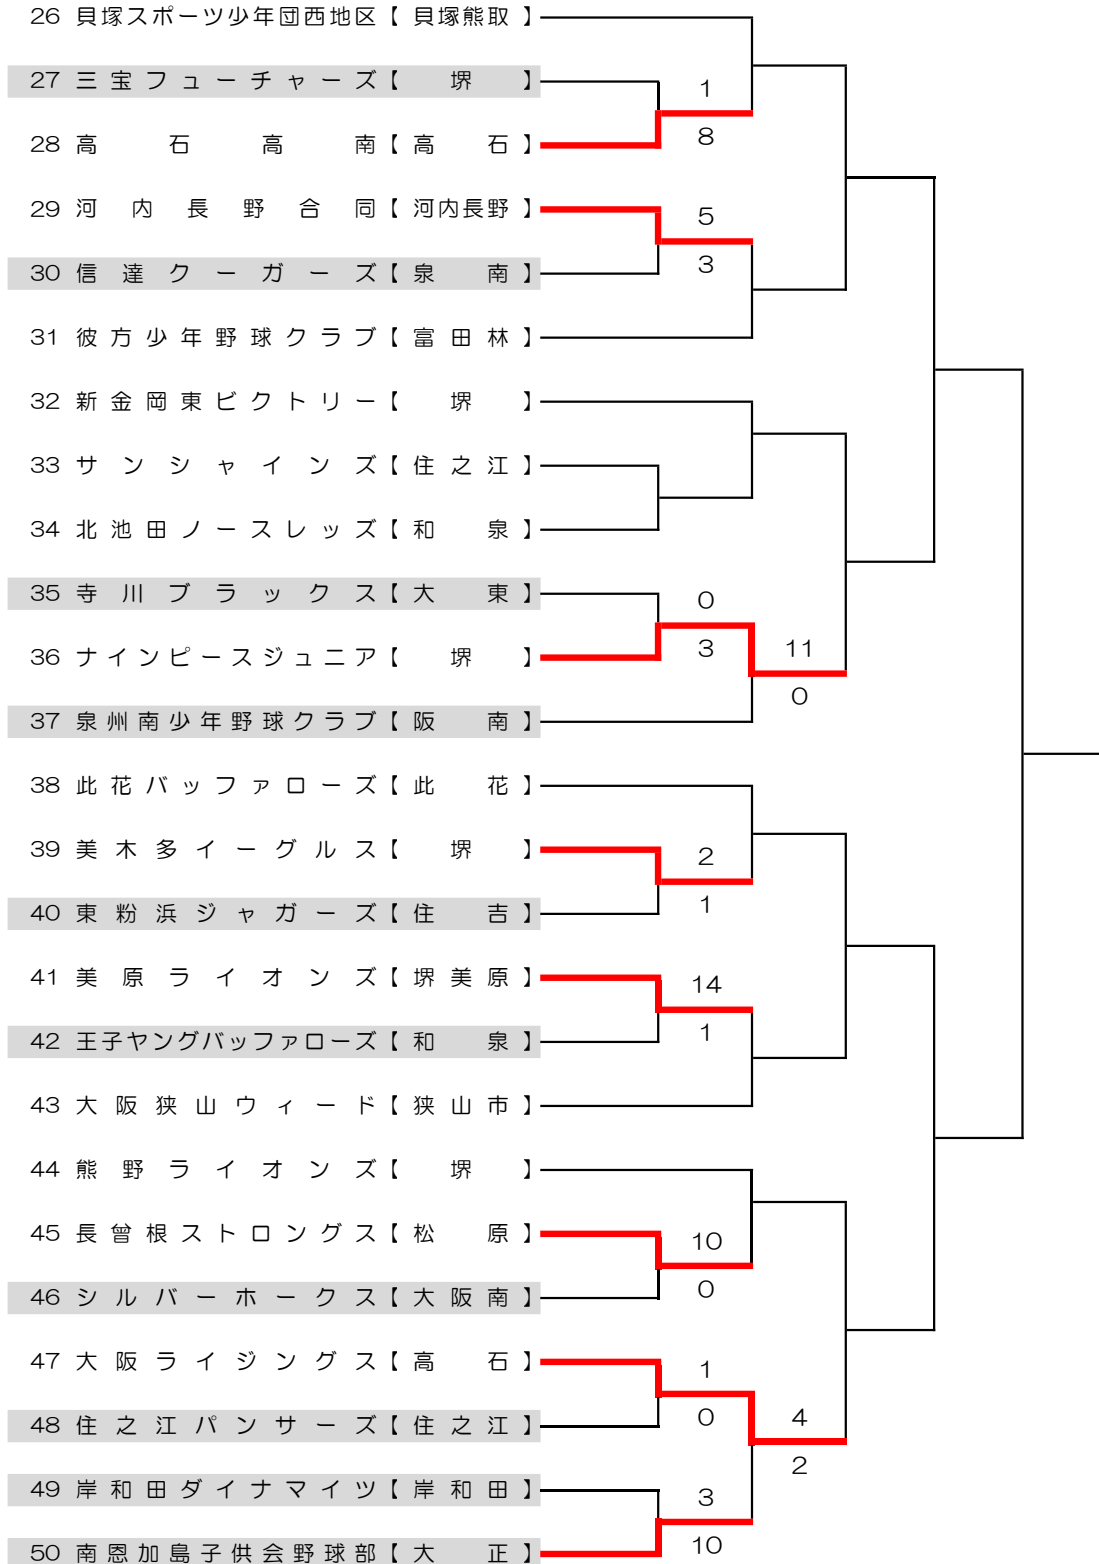 26 貝塚スポーツ少年団西地区【 貝塚熊取 】
27 三宝フューチャーズ【 堺 】
1
28 高石高南【 高石 】
8
29 河内長野合同【 河内長野 】
5
30 信達クーガーズ【 泉南 】
3
31 彼方少年野球クラブ【 富田林 】
32 新金岡東ビクトリー【 堺 】
33 サンシャインズ【 住之江 】
34 北池田ノースレッズ【 和泉 】
35 寺川ブラックス【 大東 】
0
36 ナインピースジュニア【 堺 】
3
11
0
37 泉州南少年野球クラブ【 阪南 】
38 此花バッファローズ【 此花 】
39 美木多イーグルス【 堺 】
2
40 東粉浜ジャガーズ【 住吉 】
1
41 美原ライオンズ【 堺美原 】
14
42 王子ヤングバッファローズ【 和泉 】
1
43 大阪狭山ウィード【 狭山市 】
44 熊野ライオンズ【 堺 】
45 長曾根ストロングス【 松原 】
10
46 シルバーホークス【 大阪南 】
0
47 大阪ライジングス【 高石 】
1
48 住之江パンサーズ【 住之江 】
0
4
2
49 岸和田ダイナマイツ【 岸和田 】
3
50 南恩加島子供会野球部【 大正 】
10